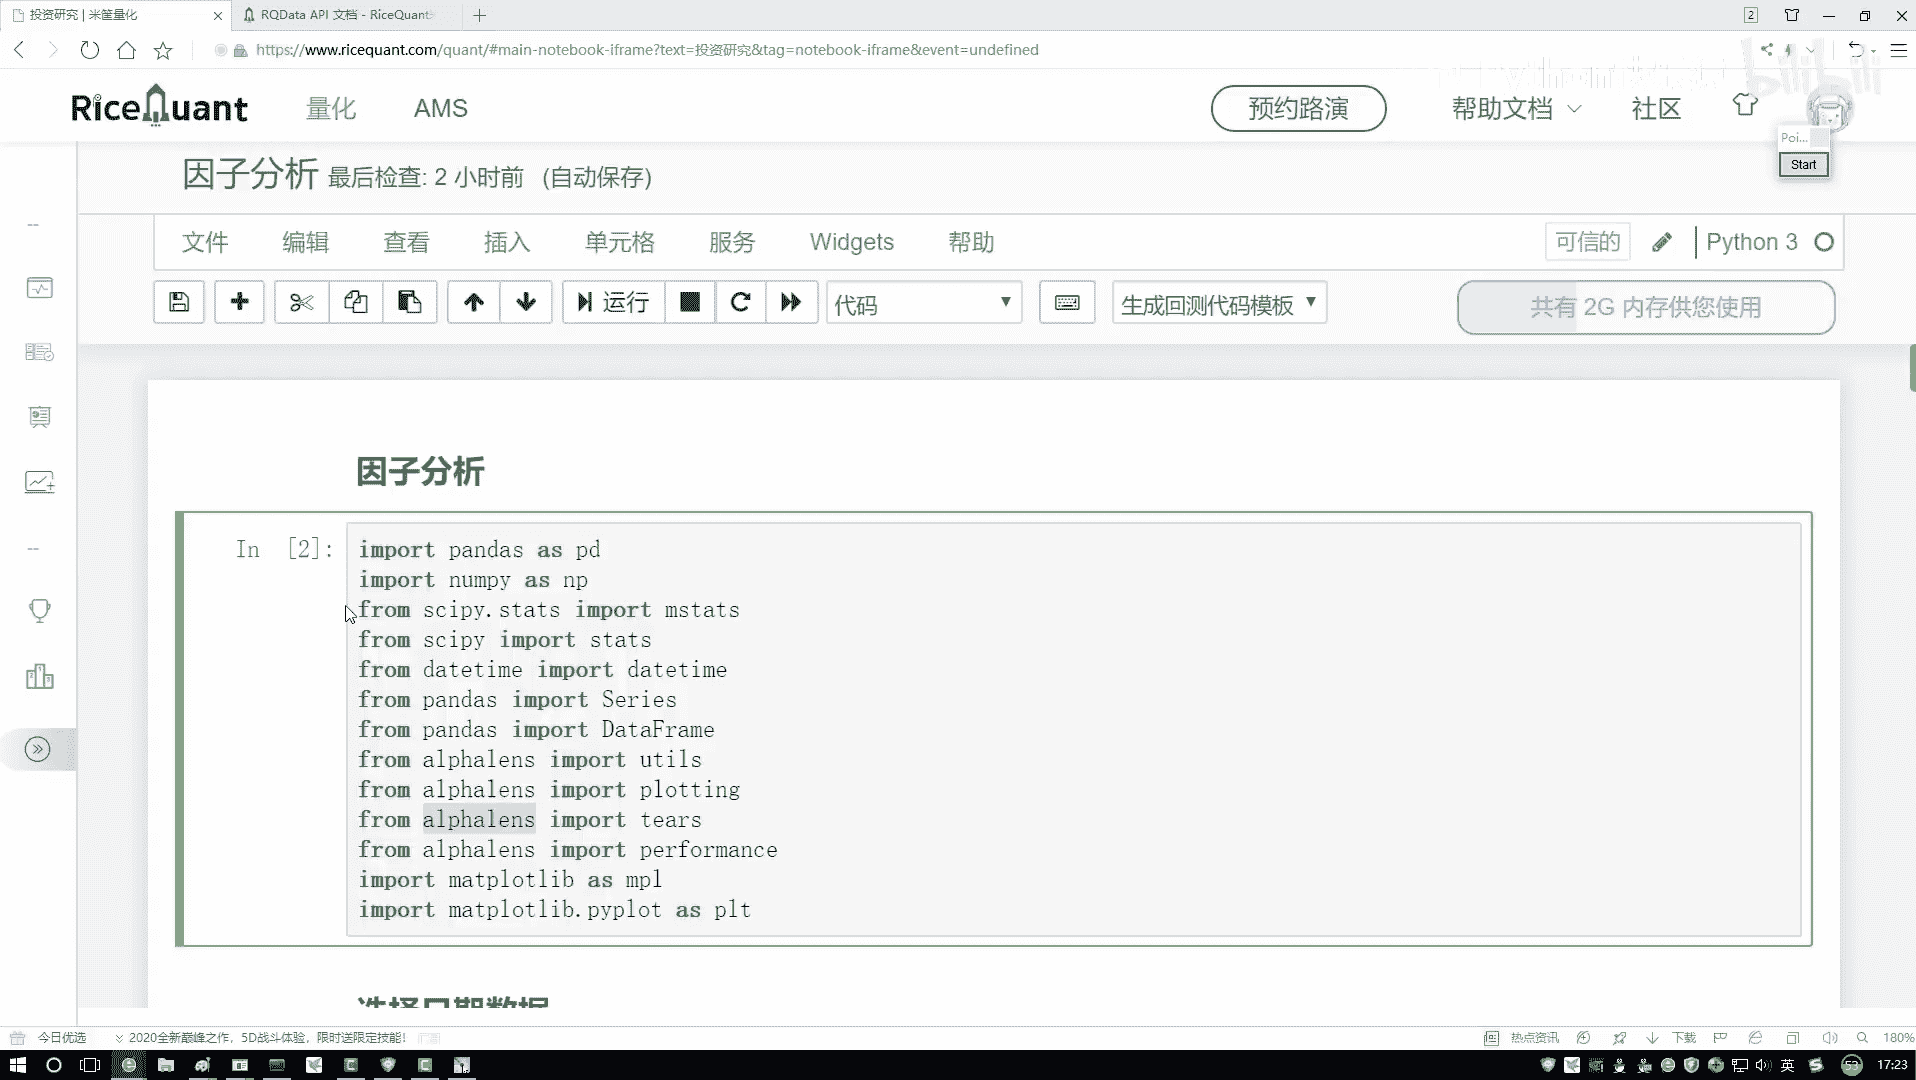 投资研究 | 米筐量化
RQData API 文档 - RiceQuant
2
https://www.ricequant.com/quant/#main-notebook-iframe?text=投资研究&tag=notebook-iframe&event=undefined
bilibili
RiceQuant
量化
AMS
预约路演
帮助文档
社区
Poi...
Start
因子分析 最后检查: 2 小时前 (自动保存)
文件 编辑 查看 插入 单元格 服务 Widgets 帮助
可信的
Python 3
运行
代码
生成回测代码模板
共有 2G 内存供您使用
因子分析
In [2]:
import pandas as pd
import numpy as np
from scipy.stats import mstats
from scipy import stats
from datetime import datetime
from pandas import Series
from pandas import DataFrame
from alphalens import utils
from alphalens import plotting
from alphalens import tears
from alphalens import performance
import matplotlib as mpl
import matplotlib.pyplot as plt
选择日期数据
今日优选
2020全新巅峰之作，5D战斗体验，限时送限定技能！
热点资讯
下载
180%
英
53
17:23